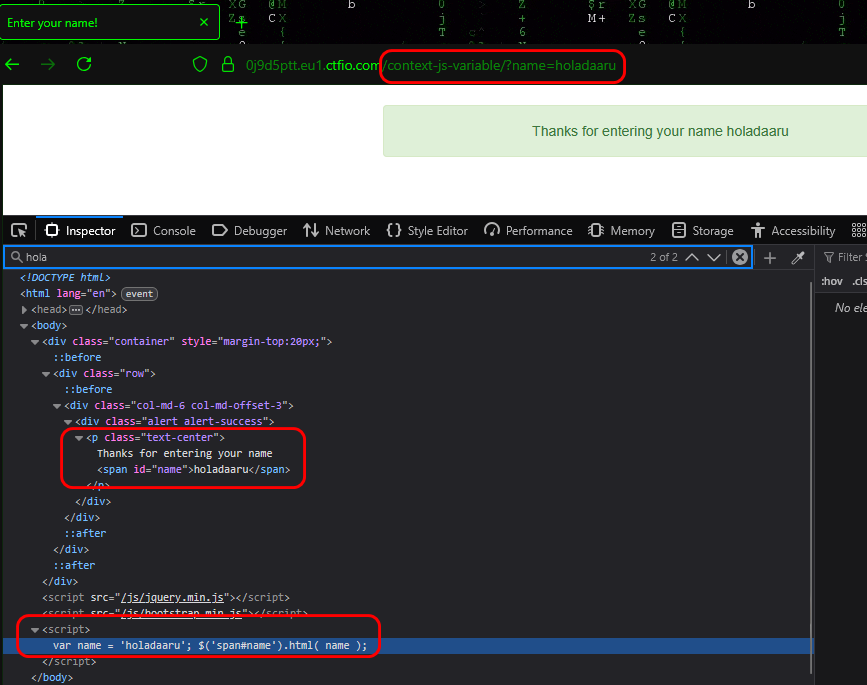 Enter your name!
0j9d5ptt.eu1.ctfio.com/context-js-variable/?name=holadaaru
Thanks for entering your name holadaaru
Inspector Console Debugger Network Style Editor Performance Memory Storage Accessibility
hola 2 of 2 Filter
:hov .cls
<!DOCTYPE html>
<html lang="en"> event
<head> </head>
No ele
<body>
<div class="container" style="margin-top:20px;">
::before
<div class="row">
::before
<div class="col-md-6 col-md-offset-3">
<div class="alert alert-success">
<p class="text-center">
Thanks for entering your name
<span id="name">holadaaru</span>
</p>
</div>
</div>
::after
</div>
::after
</div>
<script src="/js/jquery.min.js"></script>
<script src="/js/bootstrap.min.js"></script>
<script>
var name = 'holadaaru'; $('span#name').html( name );
</script>
</body>